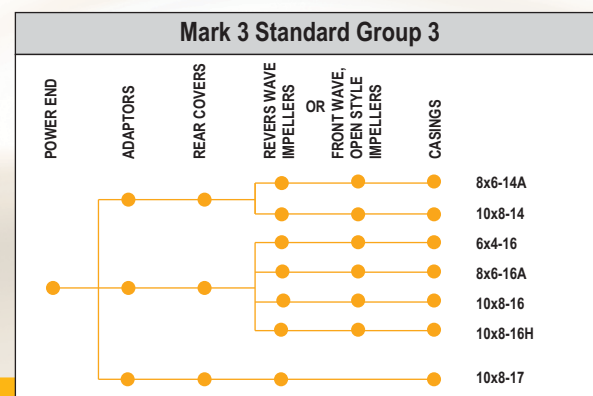 Mark 3 Standard Group 3
POWER END
ADAPTORS
REAR COVERS
REVERS WAVE
IMPELLERS
OR
FRONT WAVE,
OPEN STYLE
IMPELLERS
CASINGS
8x6-14A
10x8-14
6x4-16
8x6-16A
10x8-16
10x8-16H
10x8-17